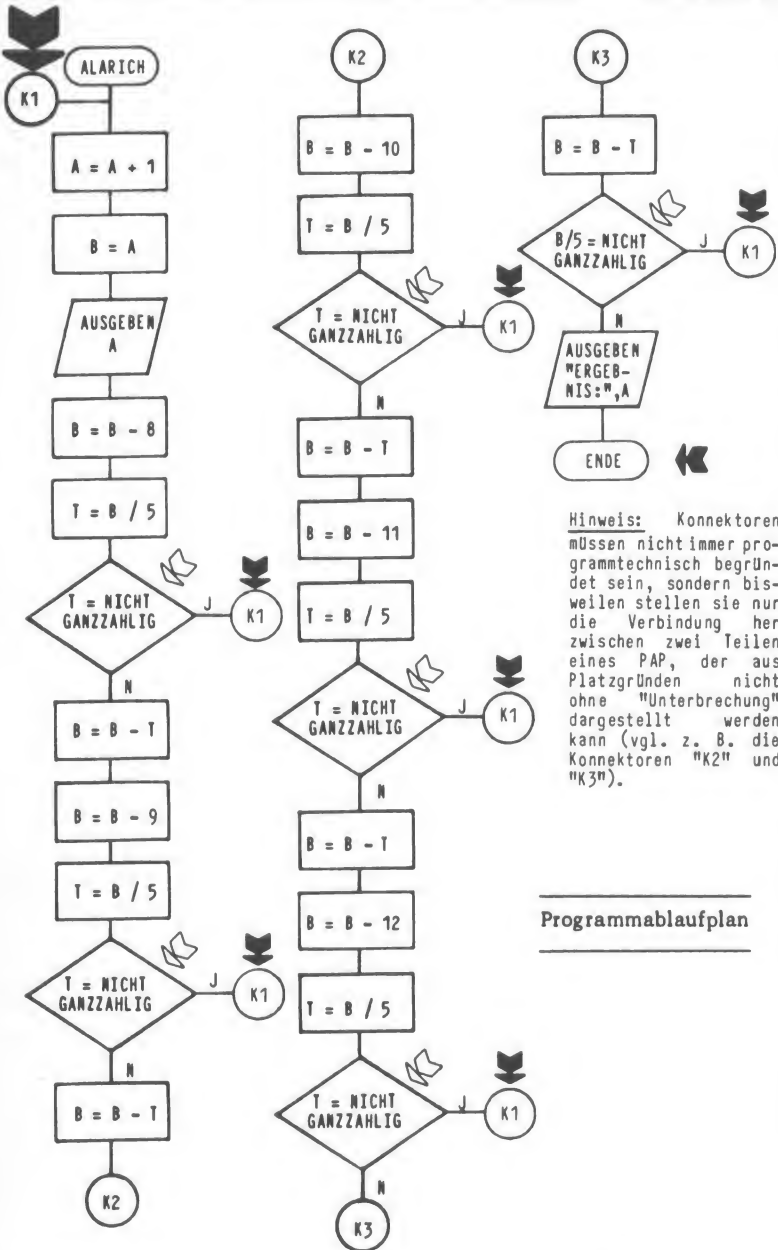 ALARICH
K1
A = A + 1
B = A
AUSGEBEN
A
B = B - 8
T = B / 5
T = NICHT
GANZZAHLIG
J
K1
N
B = B - T
B = B - 9
T = B / 5
T = NICHT
GANZZAHLIG
J
K1
N
B = B - T
K2
K2
B = B - 10
T = B / 5
T = NICHT
GANZZAHLIG
J
K1
N
B = B - T
B = B - 11
T = B / 5
T = NICHT
GANZZAHLIG
J
K1
N
B = B - T
B = B - 12
T = B / 5
T = NICHT
GANZZAHLIG
J
K1
N
K3
K3
B = B - T
B/5 = NICHT
GANZZAHLIG
J
K1
N
AUSGEBEN
"ERGEB-
NIS:",A
ENDE
Hinweis: Konnektoren
müssen nicht immer pro-
grammtechnisch begrün-
det sein, sondern bis-
weilen stellen sie nur
die Verbindung her
zwischen zwei Teilen
eines PAP, der aus
Platzgründen nicht
ohne "Unterbrechung"
dargestellt werden
kann (vgl. z. B. die
Konnektoren "K2" und
"K3").
Programmablaufplan